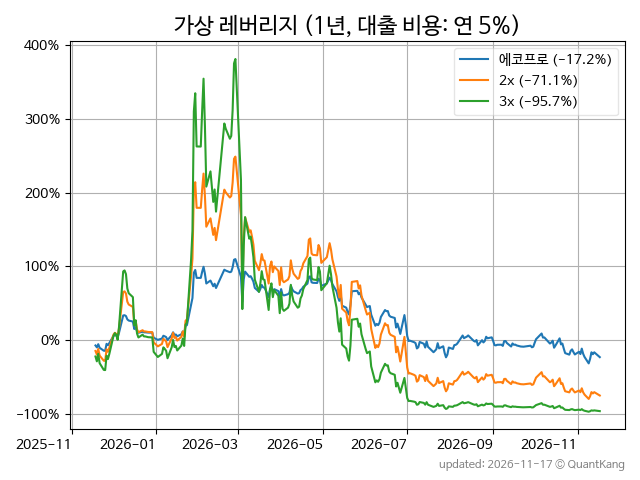 가상 레버리지 (1년, 대출 비용: 연 5%)
에코프로 (-17.2%)
2x (-71.1%)
3x (-95.7%)
400%
300%
200%
100%
0%
-100%
2025-11 2026-01 2026-03 2026-05 2026-07 2026-09 2026-11
updated: 2026-11-17 © QuantKang